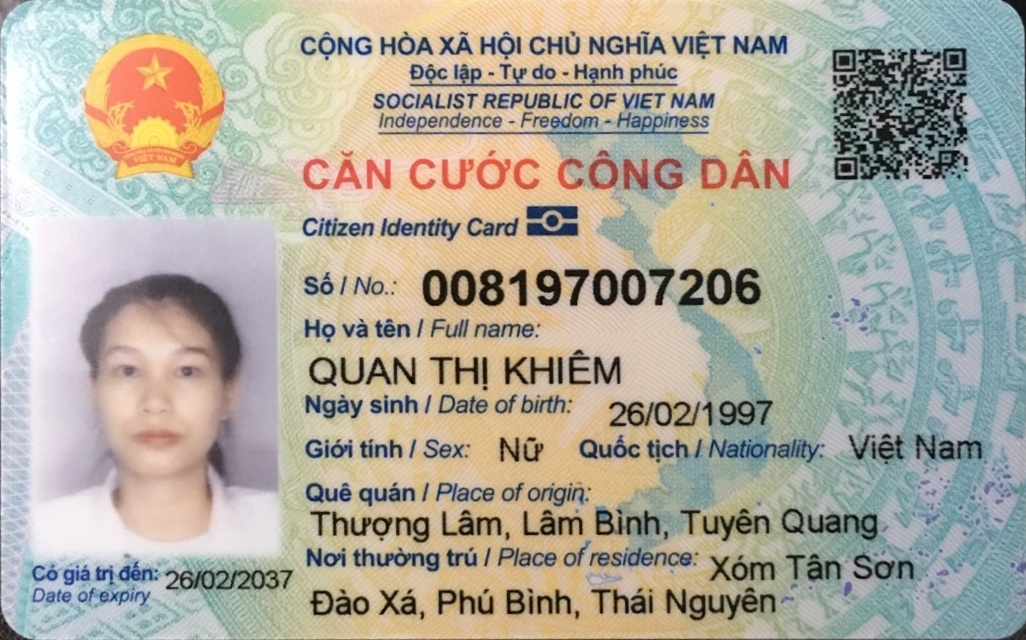 CỘNG HÒA XÃ HỘI CHỦ NGHĨA VIỆT NAM
Độc lập - Tự do - Hạnh phúc
SOCIALIST REPUBLIC OF VIET NAM
Independence - Freedom - Happiness
CĂN CƯỚC CÔNG DÂN
Citizen Identity Card
VIỆT NAM
Số / No.: 008197007206
Họ và tên / Full name:
QUAN THỊ KHIÊM
Ngày sinh / Date of birth: 26/02/1997
Giới tính / Sex: Nữ Quốc tịch / Nationality: Việt Nam
Quê quán / Place of origin:
Thượng Lâm, Lâm Bình, Tuyên Quang
Nơi thường trú / Place of residence: Xóm Tân Sơn
Đào Xá, Phú Bình, Thái Nguyên
Có giá trị đến: 26/02/2037
Date of expiry